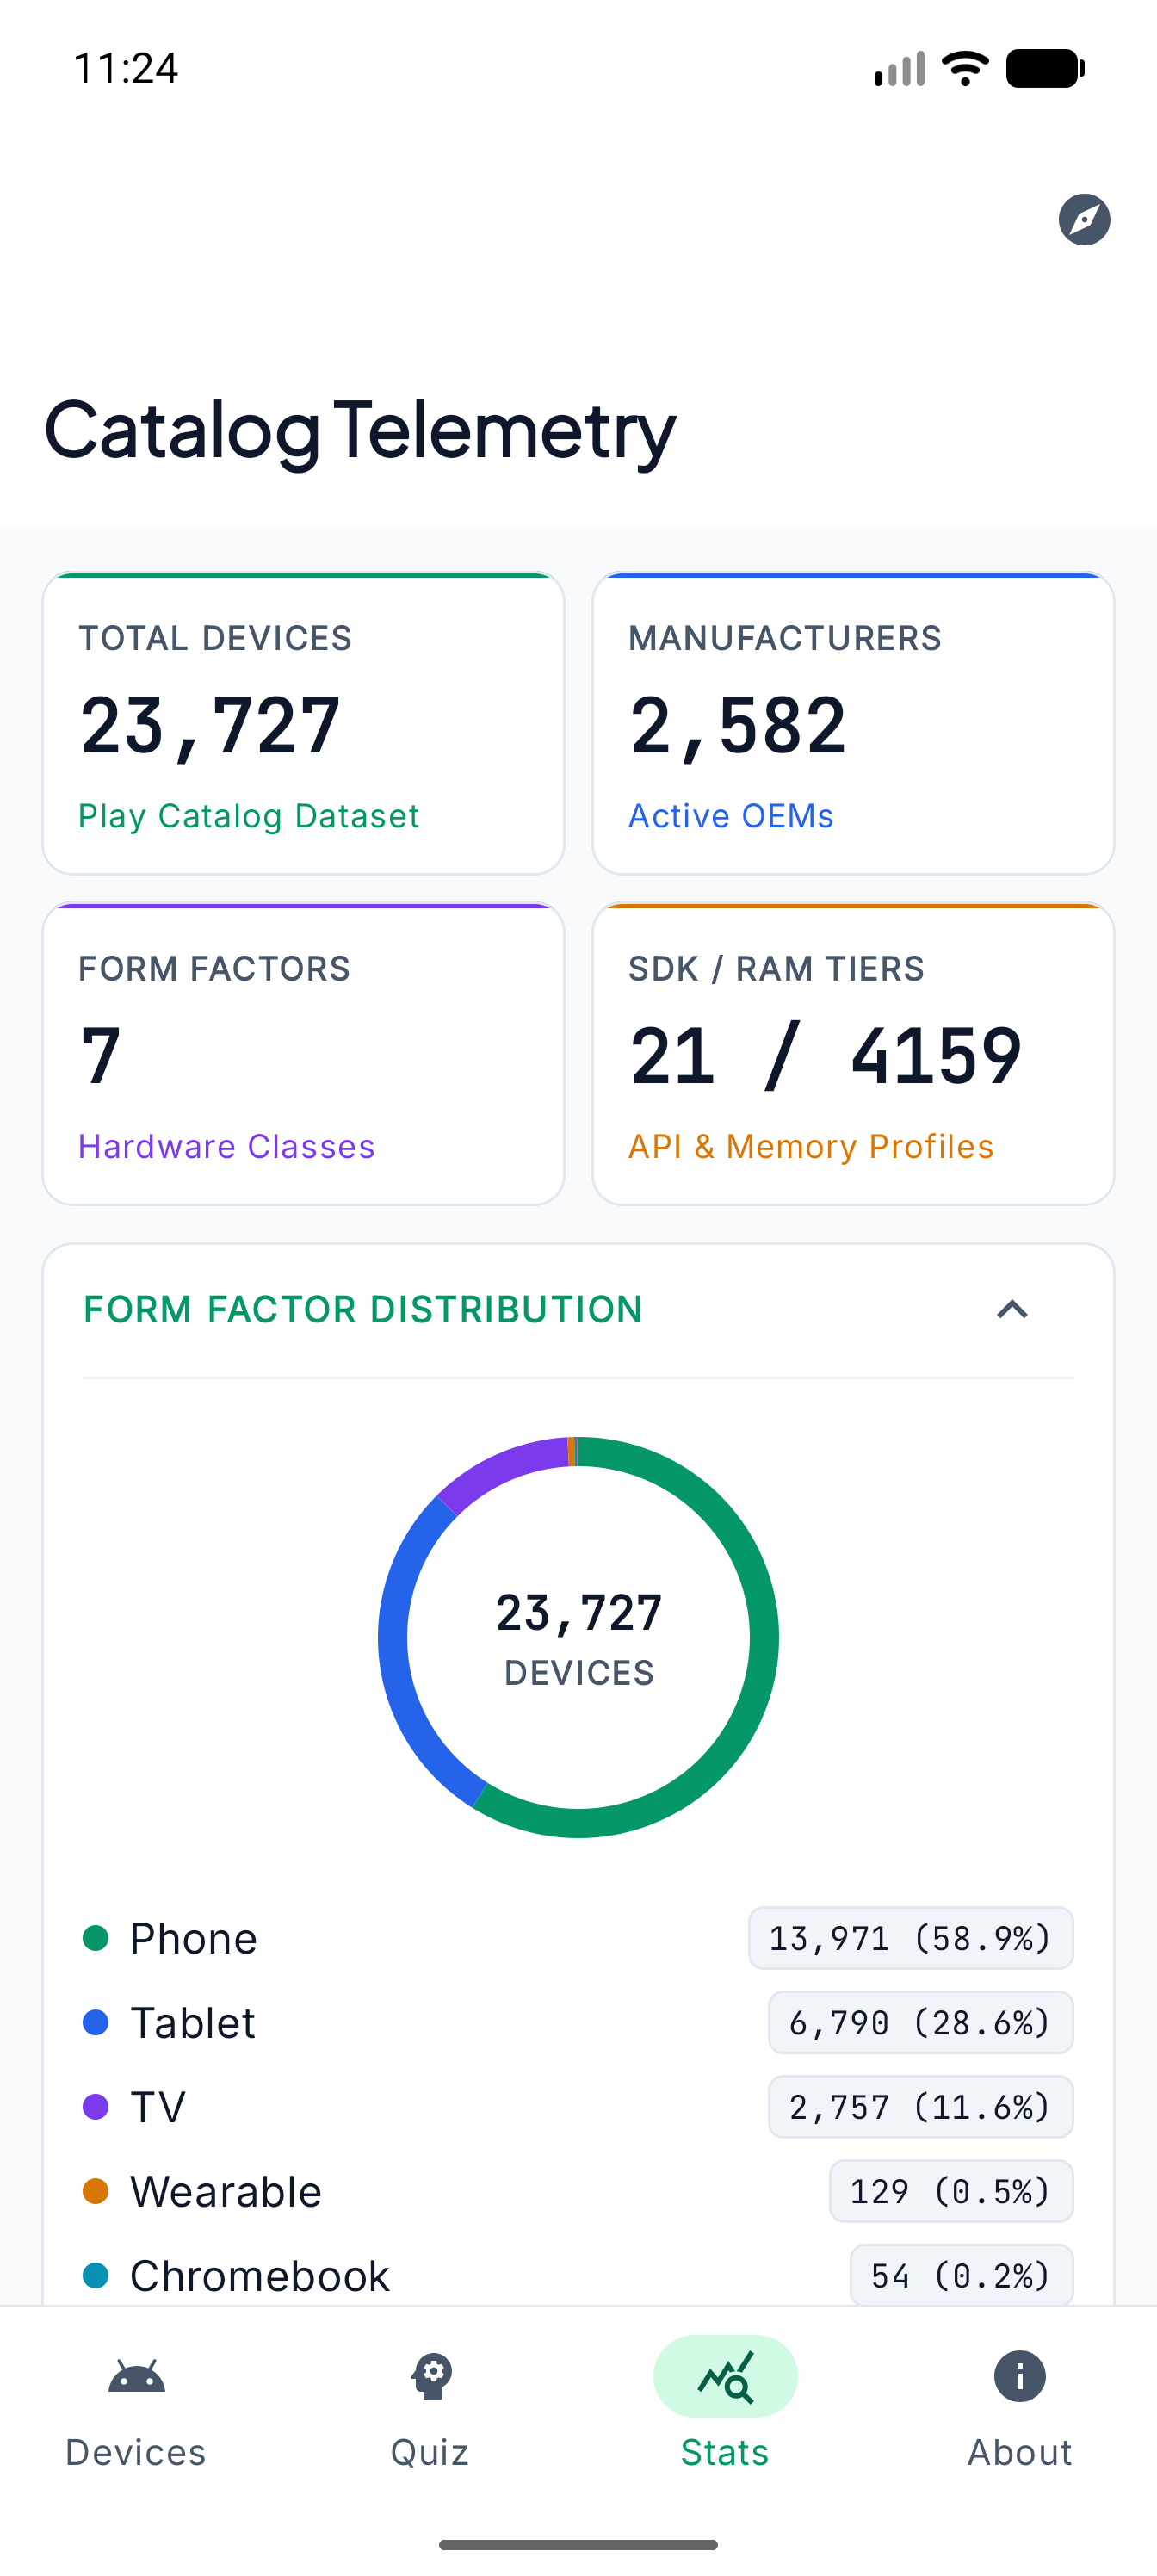 11:24
Catalog Telemetry
TOTAL DEVICES
23,727
Play Catalog Dataset
MANUFACTURERS
2,582
Active OEMs
FORM FACTORS
7
Hardware Classes
SDK / RAM TIERS
21 / 4159
API & Memory Profiles
FORM FACTOR DISTRIBUTION
23,727
DEVICES
Phone 13,971 (58.9%)
Tablet 6,790 (28.6%)
TV 2,757 (11.6%)
Wearable 129 (0.5%)
Chromebook 54 (0.2%)
Devices Quiz Stats About